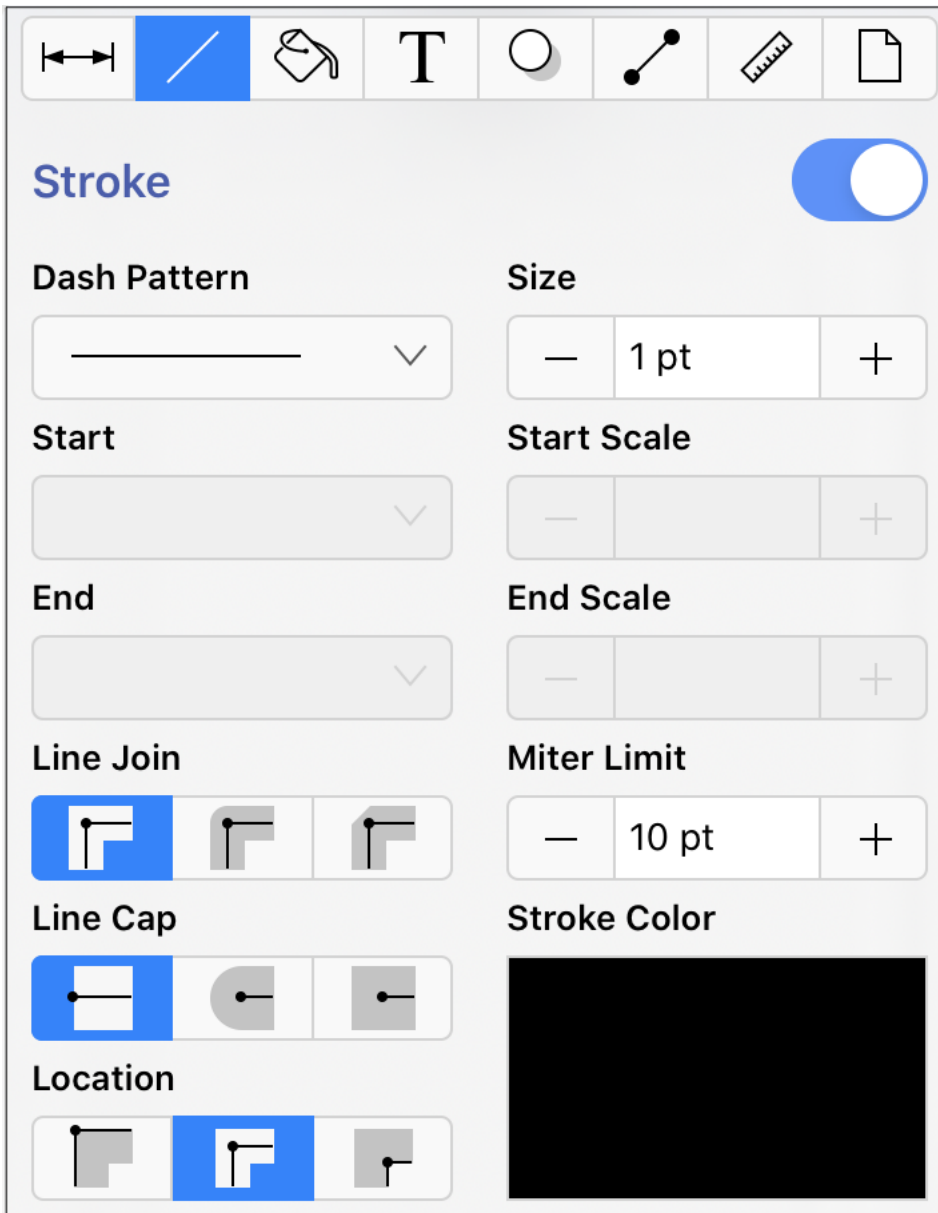 T
Stroke
Dash Pattern
Size
1 pt
Start
Start Scale
End
End Scale
Line Join
Miter Limit
10 pt
Line Cap
Stroke Color
Location